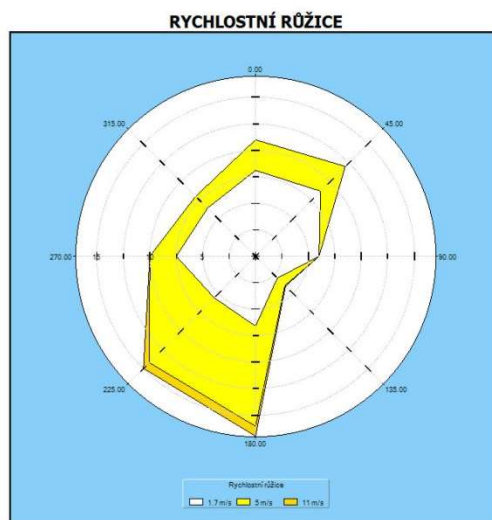 RYCHLOSTNÍ RŮŽICE
0.00
315.00
45.00
270.00 15 10 5 90.00
225.00
135.00
180.00
Rychlostní růžice
1.7 m/s 5 m/s 11 m/s